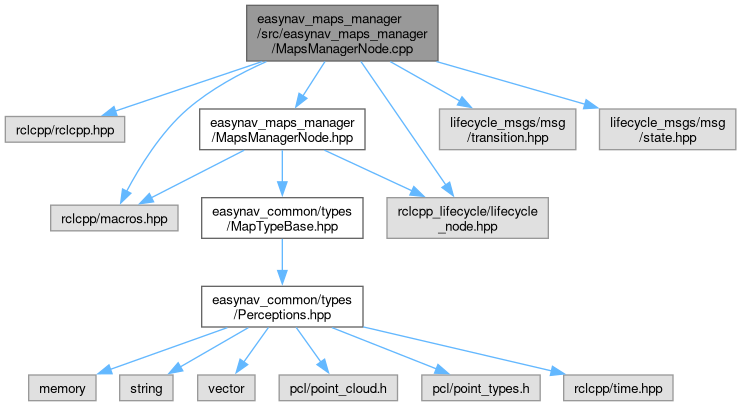 easynav_maps_manager
/src/easynav_maps_manager
/MapsManagerNode.cpp
rclcpp/rclcpp.hpp
easynav_maps_manager
/MapsManagerNode.hpp
lifecycle_msgs/msg
/transition.hpp
lifecycle_msgs/msg
/state.hpp
rclcpp/macros.hpp
easynav_common/types
/MapTypeBase.hpp
rclcpp_lifecycle/lifecycle
_node.hpp
easynav_common/types
/Perceptions.hpp
memory
string
vector
pcl/point_cloud.h
pcl/point_types.h
rclcpp/time.hpp